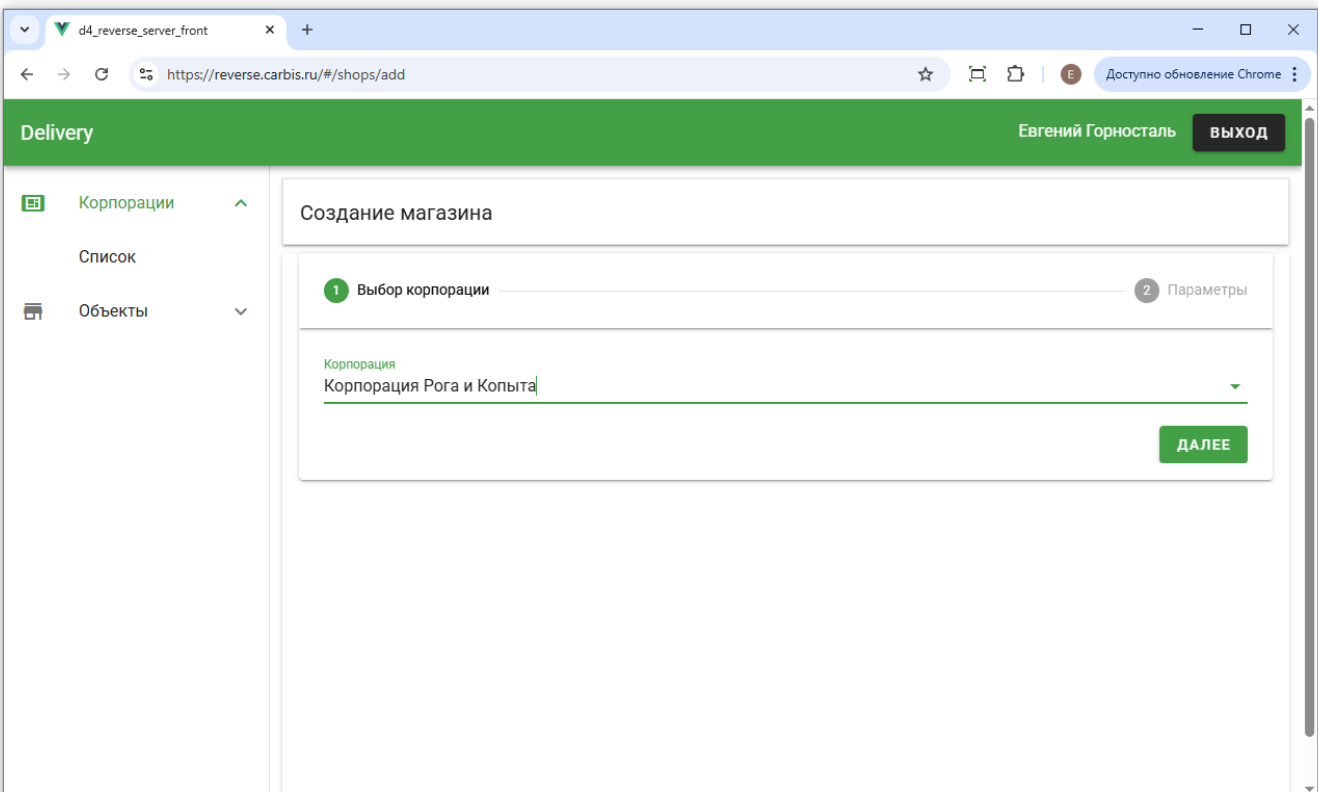 d4_reverse_server_front
https://reverse.carbis.ru/#/shops/add
E
Доступно обновление Chrome
Delivery
Евгений Горносталь
ВЫХОД
Корпорации
Список
Объекты
Создание магазина
1 Выбор корпорации
2 Параметры
Корпорация
Корпорация Рога и Копыта
ДАЛЕЕ